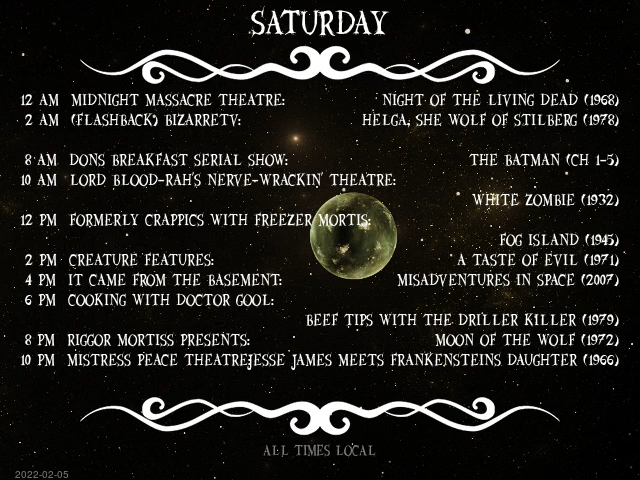 SATURDAY
12 AM MIDNIGHT MASSACRE THEATRE: NIGHT OF THE LIVING DEAD (1968)
2 AM (FLASHBACK) BIZARRETV: HELGA, SHE WOLF OF STILBERG (1978)
8 AM DONS BREAKFAST SERIAL SHOW: THE BATMAN (CH 1-5)
10 AM LORD BLOOD-RAH'S NERVE-WRACKIN' THEATRE:
WHITE ZOMBIE (1932)
12 PM FORMERLY CRAPPICS WITH FREEZER MORTIS:
FOG ISLAND (1945)
2 PM CREATURE FEATURES: A TASTE OF EVIL (1971)
4 PM IT CAME FROM THE BASEMENT: MISADVENTURES IN SPACE (2007)
6 PM COOKING WITH DOCTOR GOOL:
BEEF TIPS WITH THE DRILLER KILLER (1979)
8 PM RIGGOR MORTISS PRESENTS: MOON OF THE WOLF (1972)
10 PM MISTRESS PEACE THEATRE: JESSE JAMES MEETS FRANKENSTEINS DAUGHTER (1966)
ALL TIMES LOCAL
2022-02-05